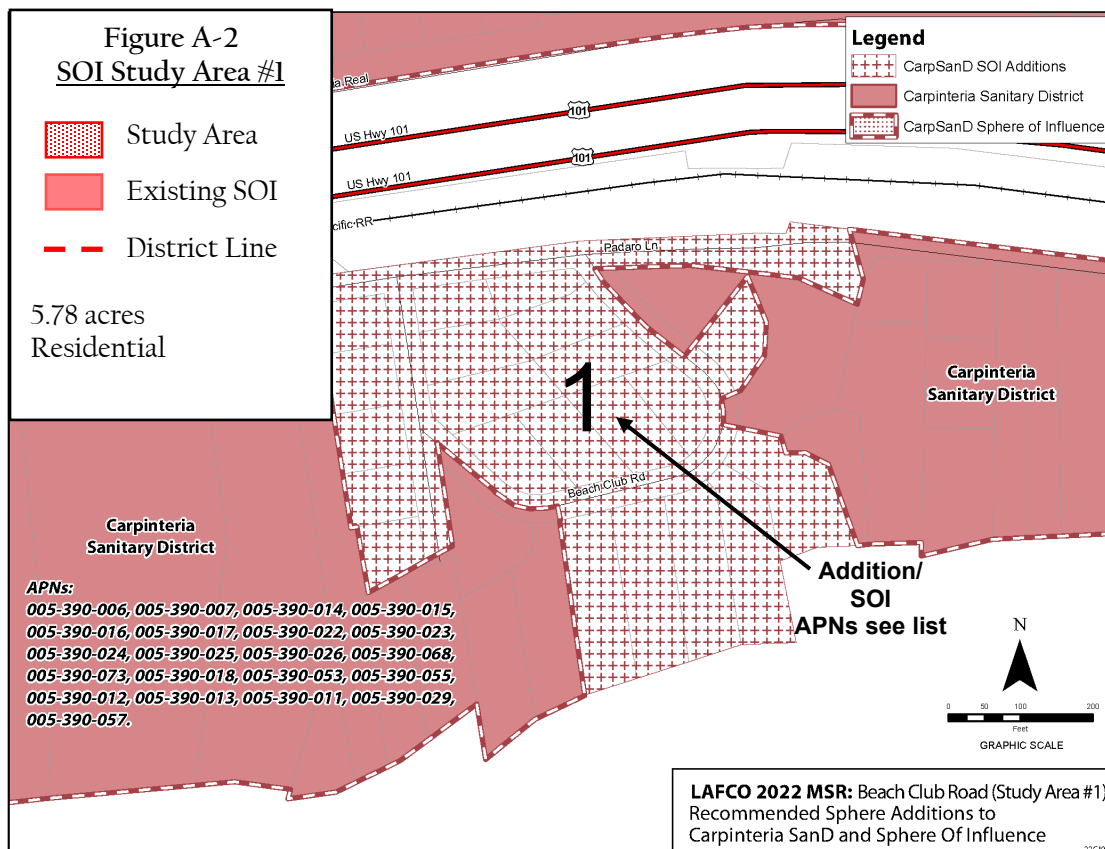 Figure A-2
SOI Study Area #1
Study Area
Existing SOI
District Line
5.78 acres
Residential
Legend
CarpSanD SOI Additions
Carpinteria Sanitary District
CarpSanD Sphere of Influence
Real
101
US Hwy 101
101
US Hwy 101
RR
Padaro Ln
1
Carpinteria
Sanitary District
Beach Club Rd
Carpinteria
Sanitary District
Addition/
SOI
APNs see list
APNs:
005-390-006, 005-390-007, 005-390-014, 005-390-015,
005-390-016, 005-390-017, 005-390-022, 005-390-023,
005-390-024, 005-390-025, 005-390-026, 005-390-068,
005-390-073, 005-390-018, 005-390-053, 005-390-055,
005-390-012, 005-390-013, 005-390-011, 005-390-029,
005-390-057.
N
0 50 100 200
Feet
GRAPHIC SCALE
LAFCO 2022 MSR: Beach Club Road (Study Area #1)
Recommended Sphere Additions to
Carpinteria SanD and Sphere Of Influence